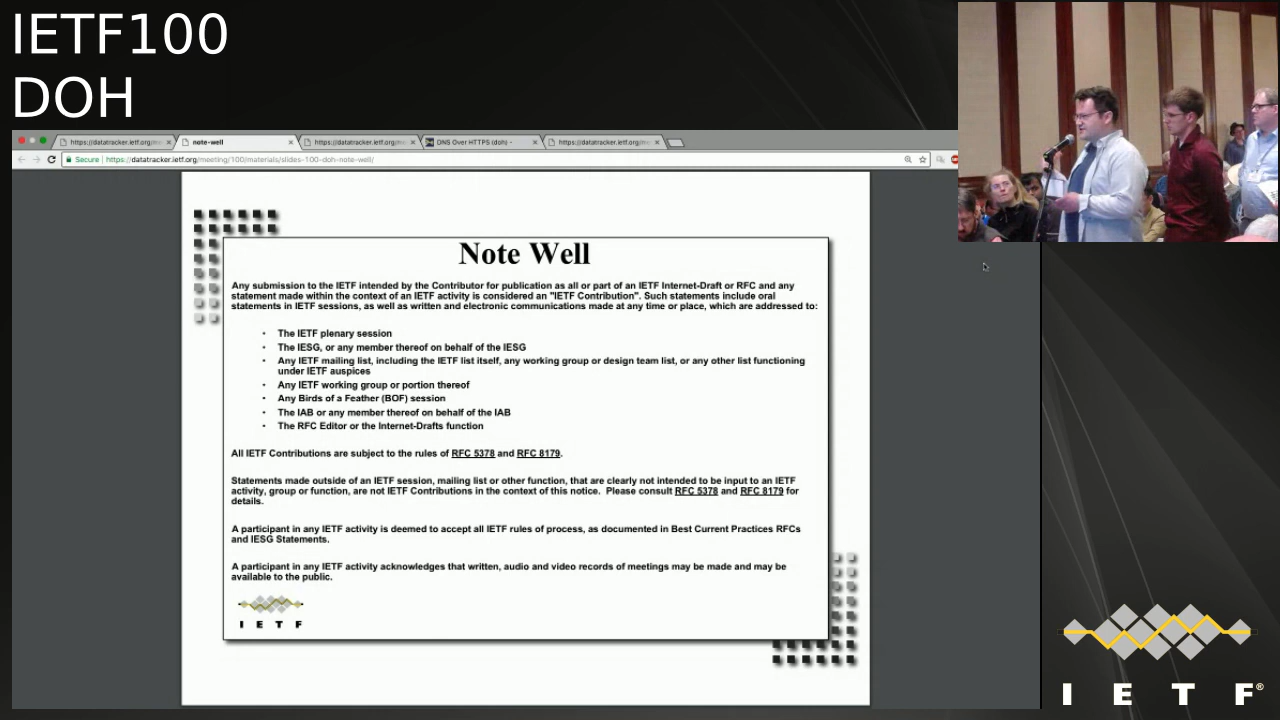 IETF100
DOH
https://datatracker.ietf.org/me
note-well
https://datatracker.ietf.org/me
DNS Over HTTPS (doh) -
https://datatracker.ietf.org/me
Secure
https://datatracker.ietf.org/meeting/100/materials/slides-100-doh-note-well/
Note Well
Any submission to the IETF intended by the Contributor for publication as all or part of an IETF Internet-Draft or RFC and any
statement made within the context of an IETF activity is considered an "IETF Contribution". Such statements include oral
statements in IETF sessions, as well as written and electronic communications made at any time or place, which are addressed to:
• The IETF plenary session
• The IESG, or any member thereof on behalf of the IESG
• Any IETF mailing list, including the IETF list itself, any working group or design team list, or any other list functioning
under IETF auspices
• Any IETF working group or portion thereof
• Any Birds of a Feather (BOF) session
• The IAB or any member thereof on behalf of the IAB
• The RFC Editor or the Internet-Drafts function
All IETF Contributions are subject to the rules of RFC 5378 and RFC 8179.
Statements made outside of an IETF session, mailing list or other function, that are clearly not intended to be input to an IETF
activity, group or function, are not IETF Contributions in the context of this notice. Please consult RFC 5378 and RFC 8179 for
details.
A participant in any IETF activity is deemed to accept all IETF rules of process, as documented in Best Current Practices RFCs
and IESG Statements.
A participant in any IETF activity acknowledges that written, audio and video records of meetings may be made and may be
available to the public.
I E T F
I E T F®